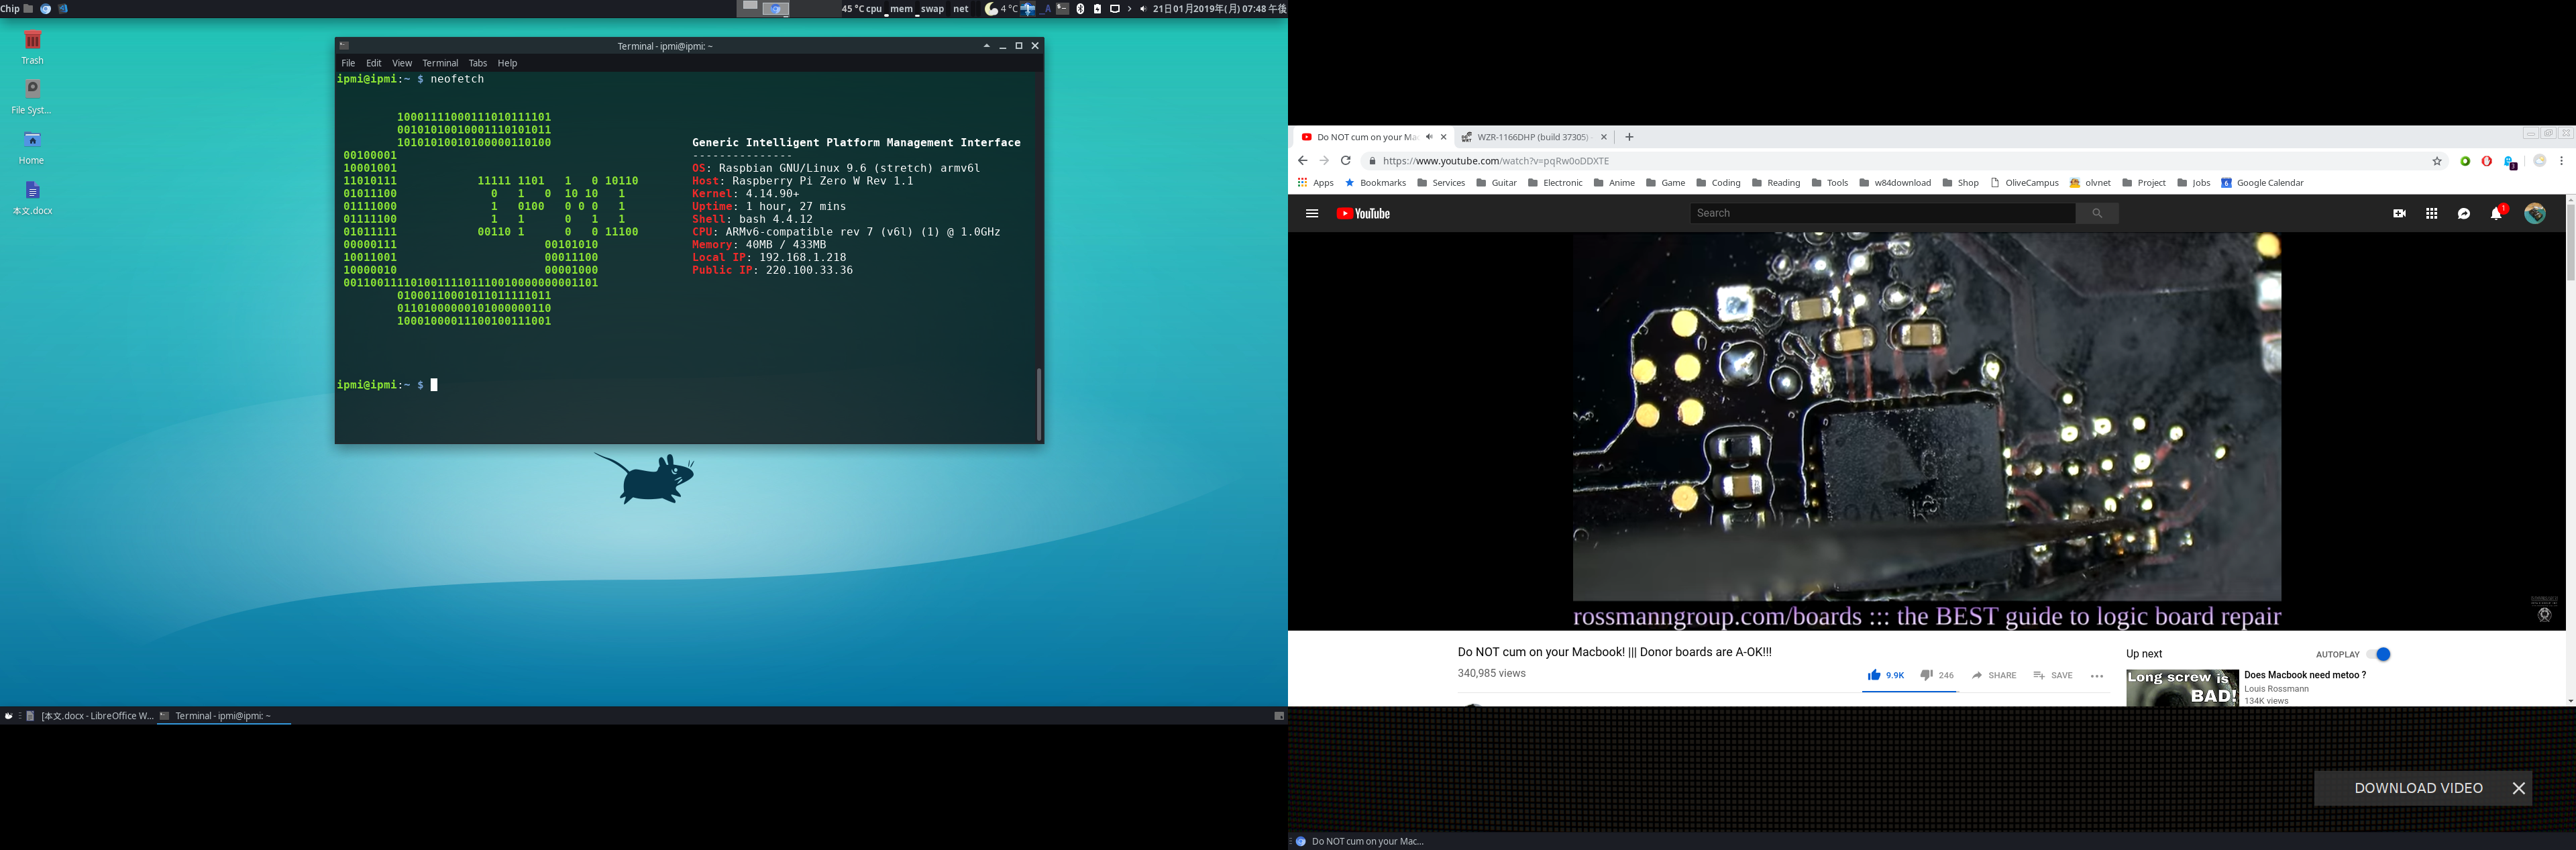 Chip
45 °C cpu mem swap net 4 °C 21日01月2019年(月) 07:48 午後
Trash
File Syst...
Home
本文.docx
Terminal - ipmi@ipmi: ~
File Edit View Terminal Tabs Help
ipmi@ipmi:~ $ neofetch
10001111000111010111101
00101010010001110101011
10101010010100000110100 Generic Intelligent Platform Management Interface
00100001 ---------------
10001001 OS: Raspbian GNU/Linux 9.6 (stretch) armv6l
11010111 11111 1101 1 0 10110 Host: Raspberry Pi Zero W Rev 1.1
01011100 0 1 0 10 10 1 Kernel: 4.14.90+
01111000 1 0100 0 0 0 1 Uptime: 1 hour, 27 mins
01111100 1 1 0 1 1 Shell: bash 4.4.12
01011111 00110 1 0 0 11100 CPU: ARMv6-compatible rev 7 (v6l) (1) @ 1.0GHz
00000111 00101010 Memory: 40MB / 433MB
10011001 00011100 Local IP: 192.168.1.218
10000010 00001000 Public IP: 220.100.33.36
00110011110100111101110010000000001101
01000110001011011111011
01101000000101000000110
10001000011100100111001
ipmi@ipmi:~ $
[本文.docx - LibreOffice W... Terminal - ipmi@ipmi: ~
Do NOT cum on your Ma WZR-1166DHP (build 37305)
https://www.youtube.com/watch?v=pqRw0oDDXTE
Apps Bookmarks Services Guitar Electronic Anime Game Coding Reading Tools w84download Shop OliveCampus olvnet Project Jobs Google Calendar
YouTube Search 1
rossmanngroup.com/boards ::: the BEST guide to logic board repair
Do NOT cum on your Macbook! ||| Donor boards are A-OK!!!
340,985 views 9.9K 246 SHARE SAVE
Up next AUTOPLAY
Long screw is BAD!
Does Macbook need metoo ?
Louis Rossmann
134K views
DOWNLOAD VIDEO
Do NOT cum on your Mac...